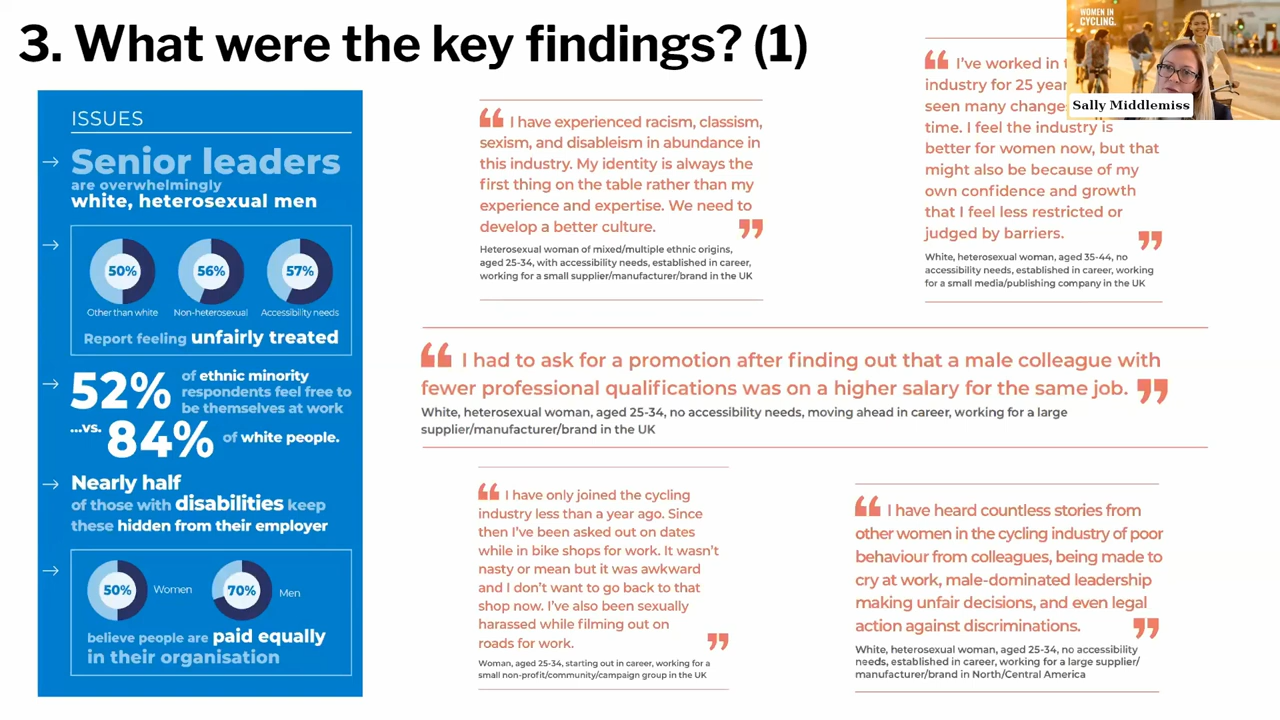 3. What were the key findings? (1)
WOMEN IN
CYCLING.
Sally Middlemiss
ISSUES
Senior leaders
are overwhelmingly
white, heterosexual men
50%
56%
57%
Other than white
Non-heterosexual
Accessibility needs
Report feeling unfairly treated
52% of ethnic minority
respondents feel free to
be themselves at work
...vs. 84% of white people.
Nearly half
of those with disabilities keep
these hidden from their employer
50% Women
70% Men
believe people are paid equally
in their organisation
“ I have experienced racism, classism,
sexism, and disableism in abundance in
this industry. My identity is always the
first thing on the table rather than my
experience and expertise. We need to
develop a better culture. ”
Heterosexual woman of mixed/multiple ethnic origins,
aged 25-34, with accessibility needs, established in career,
working for a small supplier/manufacturer/brand in the UK
“ I’ve worked in
industry for 25
seen many
time. I feel the industry is
better for women now, but that
might also be because of my
own confidence and growth
that I feel less restricted or
judged by barriers. ”
White, heterosexual woman, aged 35-44, no
accessibility needs, established in career, working
for a small media/publishing company in the UK
“ I had to ask for a promotion after finding out that a male colleague with
fewer professional qualifications was on a higher salary for the same job. ”
White, heterosexual woman, aged 25-34, no accessibility needs, moving ahead in career, working for a large
supplier/manufacturer/brand in the UK
“ I have only joined the cycling
industry less than a year ago. Since
then I’ve been asked out on dates
while in bike shops for work. It wasn’t
nasty or mean but it was awkward
and I don’t want to go back to that
shop now. I’ve also been sexually
harassed while filming out on
roads for work. ”
Woman, aged 25-34, starting out in career, working for a
small non-profit/community/campaign group in the UK
“ I have heard countless stories from
other women in the cycling industry of poor
behaviour from colleagues, being made to
cry at work, male-dominated leadership
making unfair decisions, and even legal
action against discriminations. ”
White, heterosexual woman, aged 25-34, no accessibility
needs, established in career, working for a large supplier/
manufacturer/brand in North/Central America